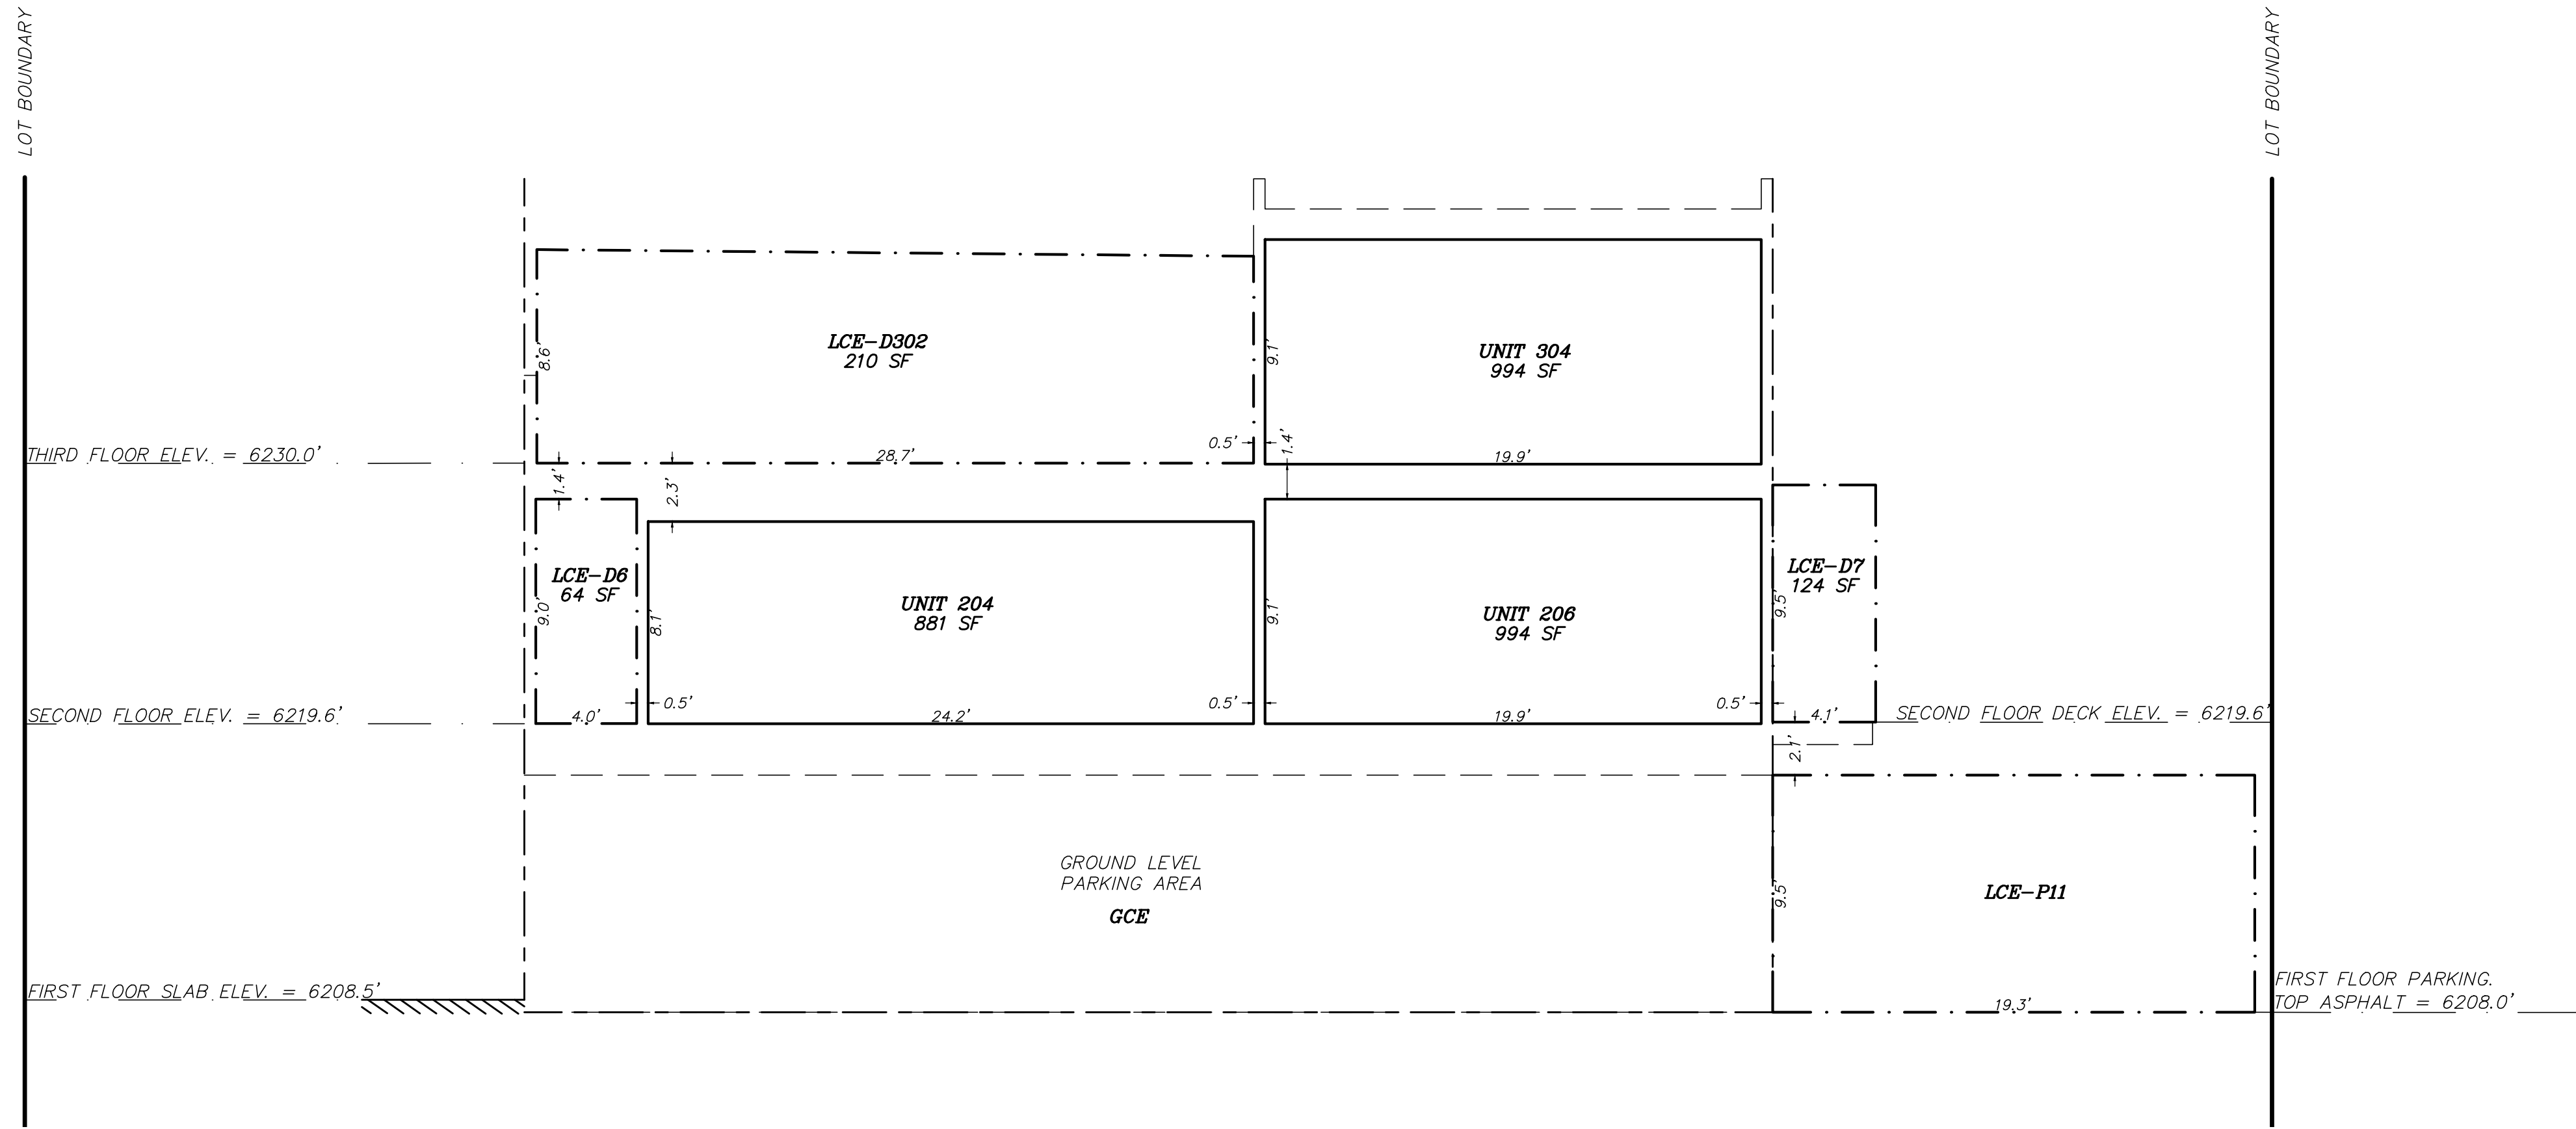 LOT BOUNDARY
LOT BOUNDARY
LCE-D302
210 SF
8.6'
28.7'
0.5'
UNIT 304
994 SF
9.1'
1.4'
19.9'
THIRD FLOOR ELEV. = 6230.0'
1.4'
2.3'
LCE-D6
64 SF
9.0'
4.0'
0.5'
UNIT 204
881 SF
8.1'
24.2'
0.5'
UNIT 206
994 SF
9.1'
19.9'
0.5'
LCE-D7
124 SF
9.5'
4.1'
SECOND FLOOR ELEV. = 6219.6'
SECOND FLOOR DECK ELEV. = 6219.6'
2.1'
GROUND LEVEL
PARKING AREA
GCE
9.5'
LCE-P11
19.3'
FIRST FLOOR SLAB ELEV. = 6208.5'
FIRST FLOOR PARKING.
TOP ASPHALT = 6208.0'